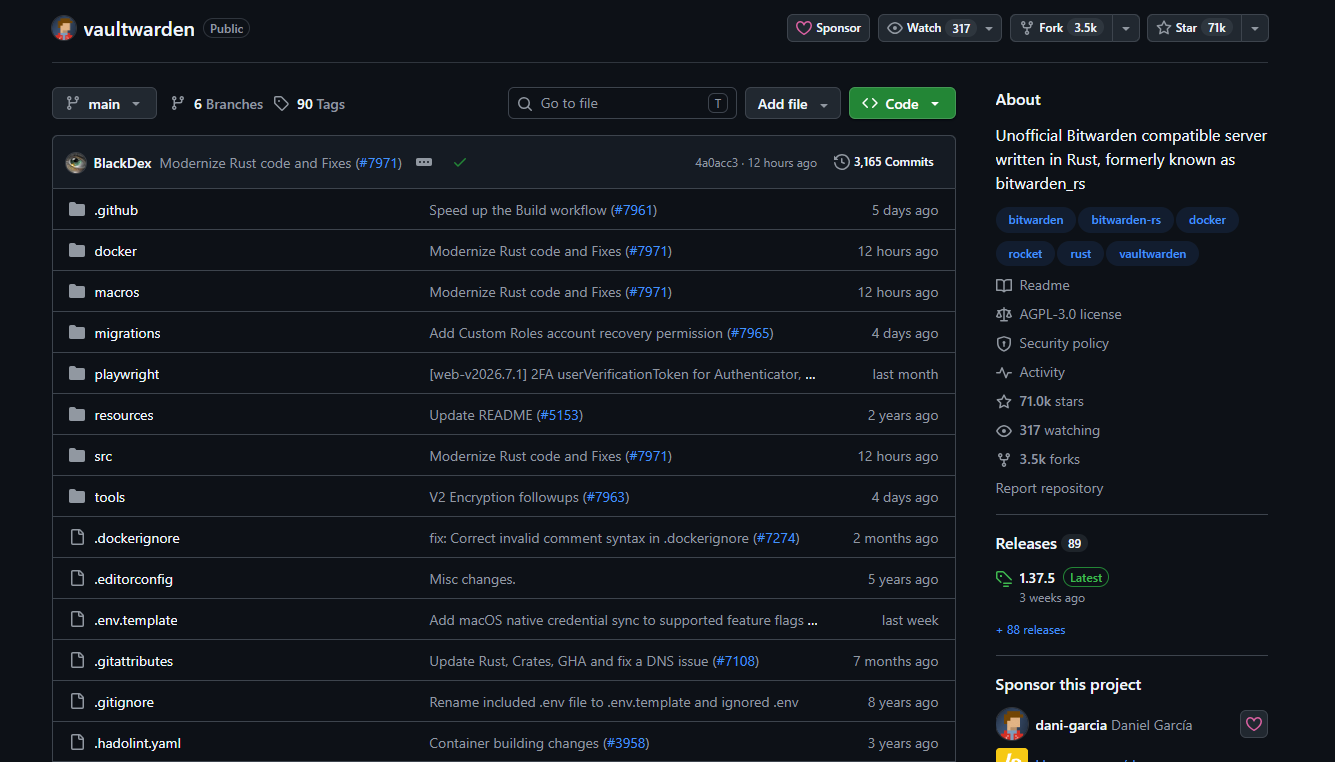 vaultwarden Public
Sponsor Watch 317 Fork 3.5k Star 71k
main 6 Branches 90 Tags Go to file T Add file Code
BlackDex Modernize Rust code and Fixes (#7971) 4a0acc3 · 12 hours ago 3,165 Commits
.github Speed up the Build workflow (#7961) 5 days ago
docker Modernize Rust code and Fixes (#7971) 12 hours ago
macros Modernize Rust code and Fixes (#7971) 12 hours ago
migrations Add Custom Roles account recovery permission (#7965) 4 days ago
playwright [web-v2026.7.1] 2FA userVerificationToken for Authenticator, ... last month
resources Update README (#5153) 2 years ago
src Modernize Rust code and Fixes (#7971) 12 hours ago
tools V2 Encryption followups (#7963) 4 days ago
.dockerignore fix: Correct invalid comment syntax in .dockerignore (#7274) 2 months ago
.editorconfig Misc changes. 5 years ago
.env.template Add macOS native credential sync to supported feature flags ... last week
.gitattributes Update Rust, Crates, GHA and fix a DNS issue (#7108) 7 months ago
.gitignore Rename included .env file to .env.template and ignored .env 8 years ago
.hadolint.yaml Container building changes (#3958) 3 years ago
About
Unofficial Bitwarden compatible server
written in Rust, formerly known as
bitwarden_rs
bitwarden bitwarden-rs docker
rocket rust vaultwarden
Readme
AGPL-3.0 license
Security policy
Activity
71.0k stars
317 watching
3.5k forks
Report repository
Releases 89
1.37.5 Latest
3 weeks ago
+ 88 releases
Sponsor this project
dani-garcia Daniel García